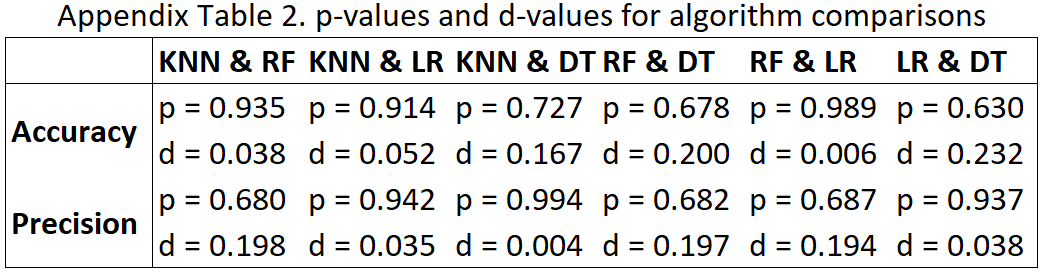 Appendix Table 2. p-values and d-values for algorithm comparisons
KNN & RF KNN & LR KNN & DT RF & DT RF & LR LR & DT
Accuracy
p = 0.935 p = 0.914 p = 0.727 p = 0.678 p = 0.989 p = 0.630
d = 0.038 d = 0.052 d = 0.167 d = 0.200 d = 0.006 d = 0.232
Precision
p = 0.680 p = 0.942 p = 0.994 p = 0.682 p = 0.687 p = 0.937
d = 0.198 d = 0.035 d = 0.004 d = 0.197 d = 0.194 d = 0.038